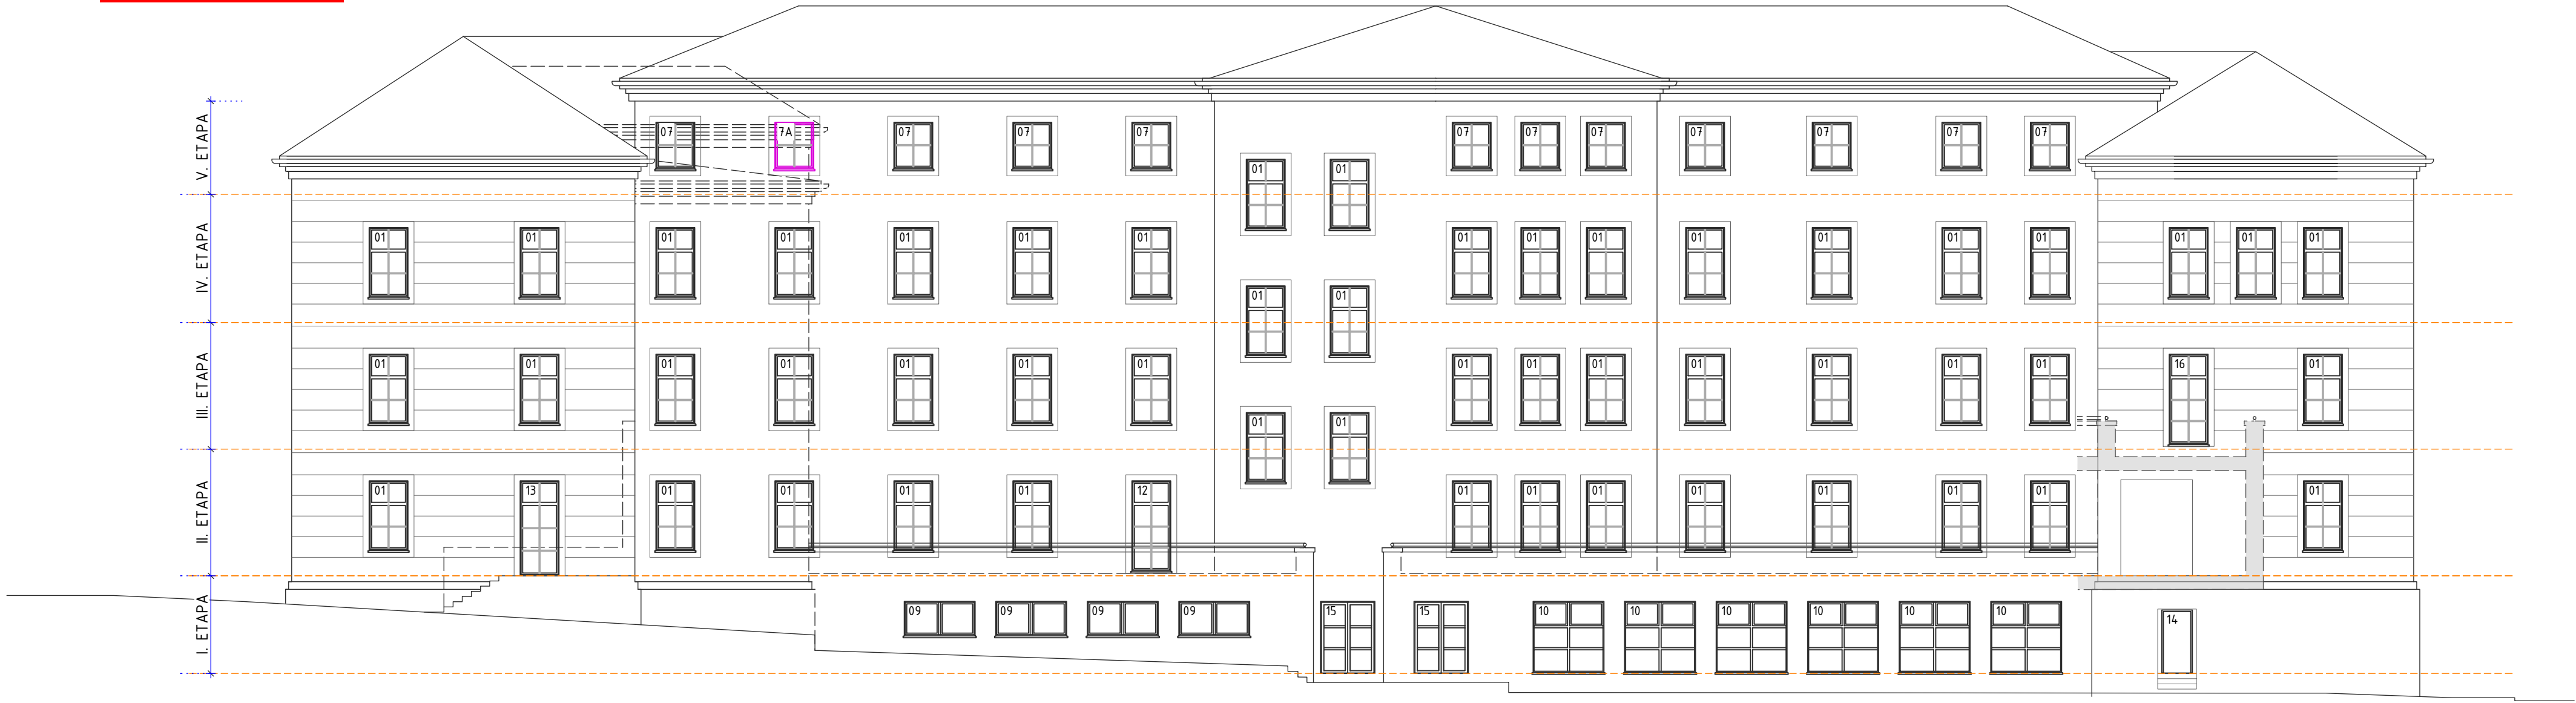 V. ETAPA
07 7A 07 07 07 07 07 07 07 07 07 07
01 01
IV. ETAPA
01 01 01 01 01 01 01 01 01 01 01 01 01 01 01 01 01
01 01
III. ETAPA
01 01 01 01 01 01 01 01 01 01 01 01 01 01 16 01
01 01
II. ETAPA
01 13 01 01 01 01 12 01 01 01 01 01 01 01 01
I. ETAPA
09 09 09 09 15 15 10 10 10 10 10 10 14